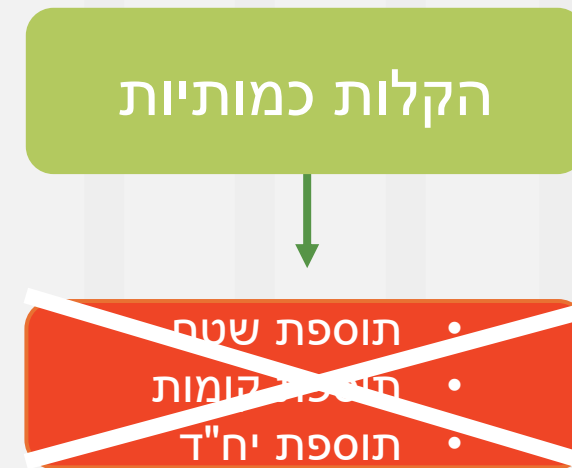 הקלות כמותיות
• תוספת שטח
• תוספת קומות
• תוספת יח"ד